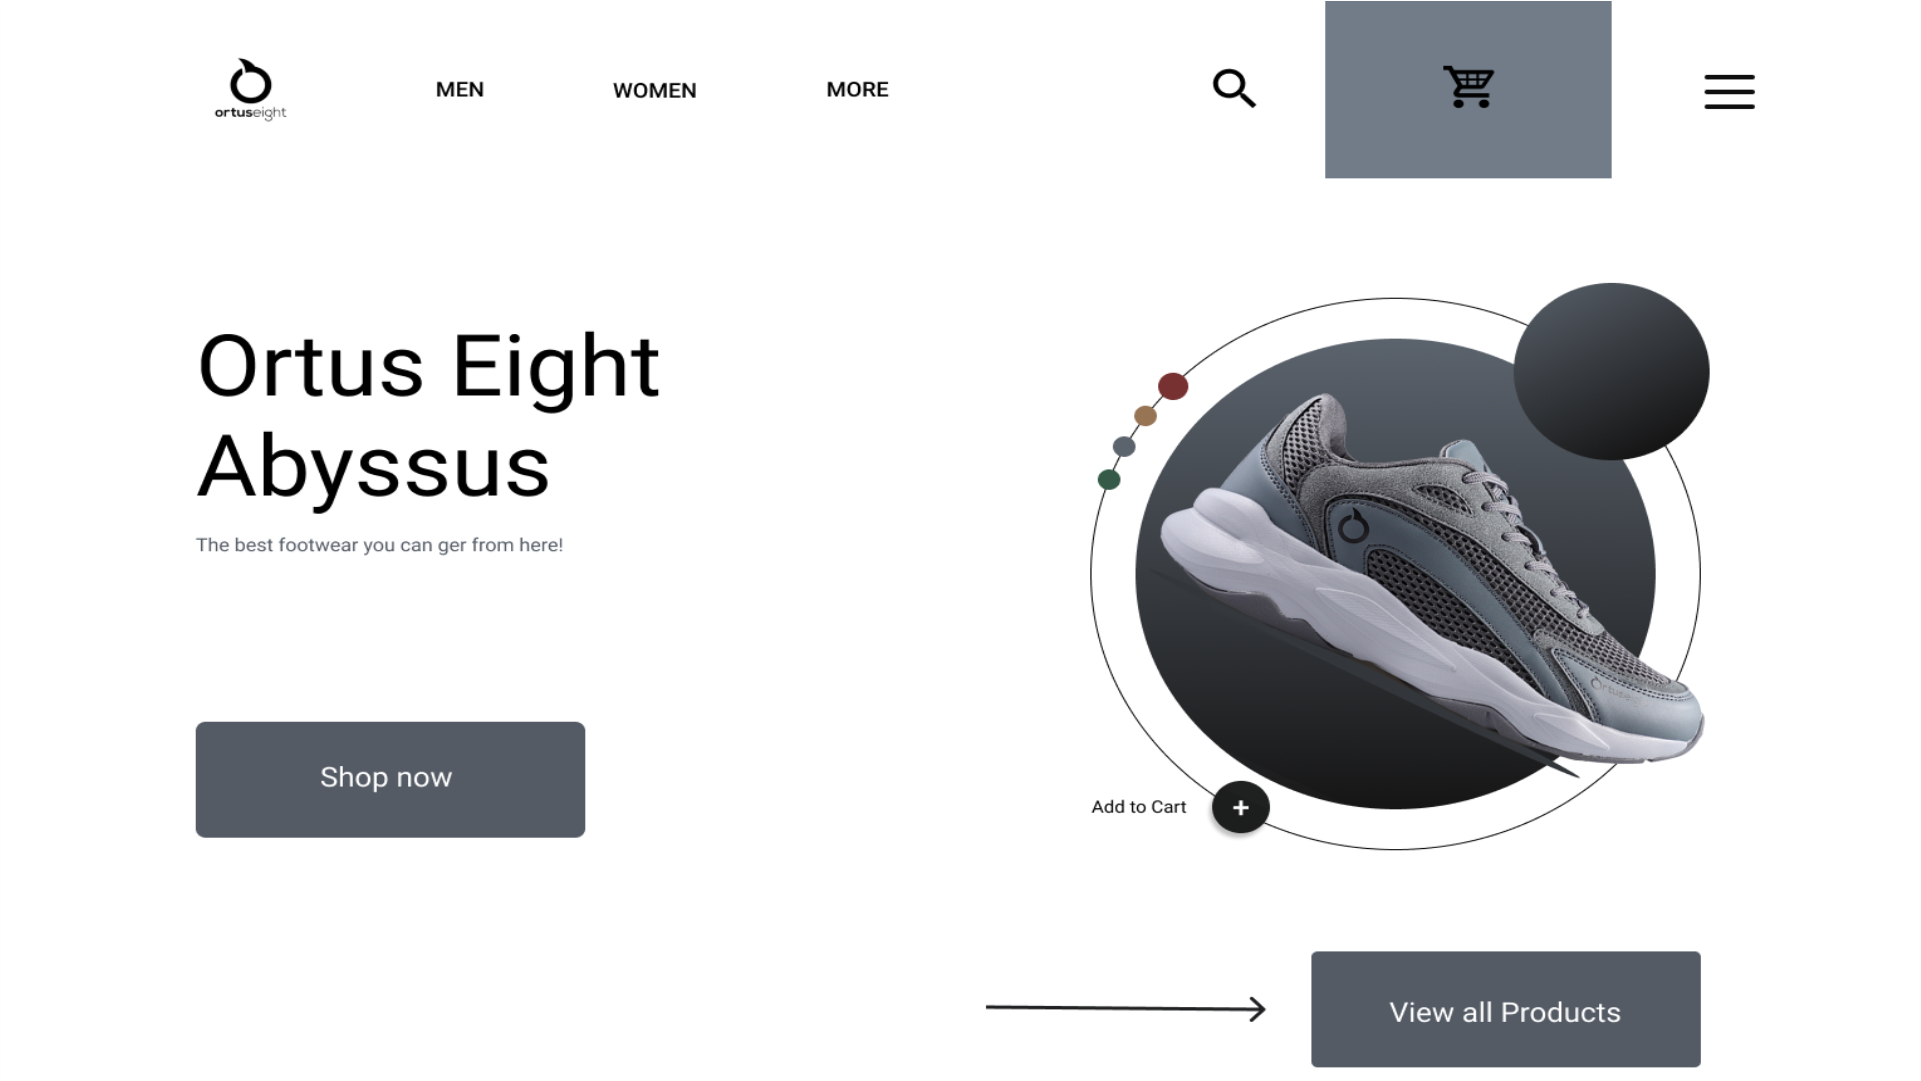 ortuseight
MEN
WOMEN
MORE
Ortus Eight
Abyssus
The best footwear you can ger from here!
Shop now
Add to Cart
+
View all Products